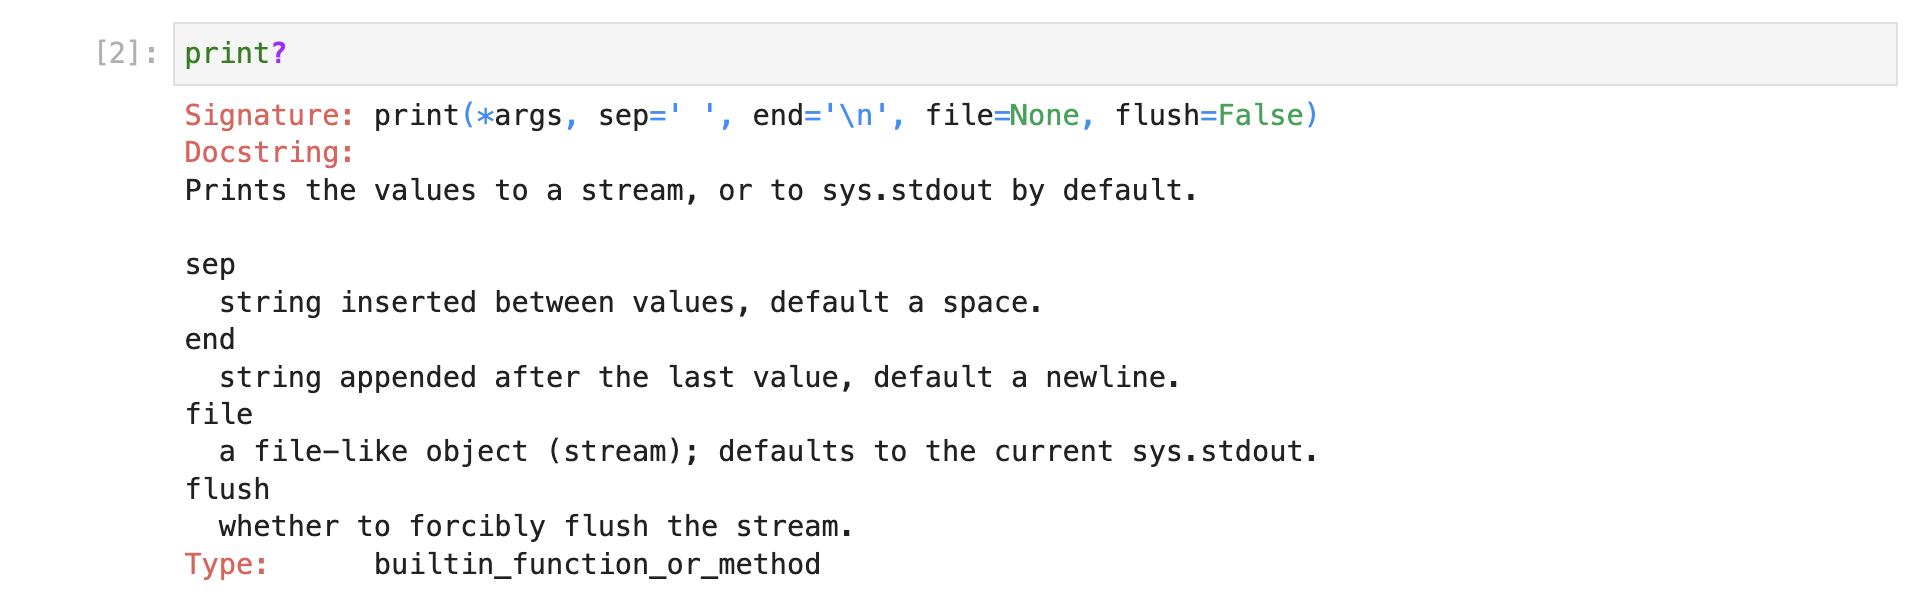 [2]: print?
Signature: print(*args, sep=' ', end='\n', file=None, flush=False)
Docstring:
Prints the values to a stream, or to sys.stdout by default.

sep
  string inserted between values, default a space.
end
  string appended after the last value, default a newline.
file
  a file-like object (stream); defaults to the current sys.stdout.
flush
  whether to forcibly flush the stream.
Type:      builtin_function_or_method